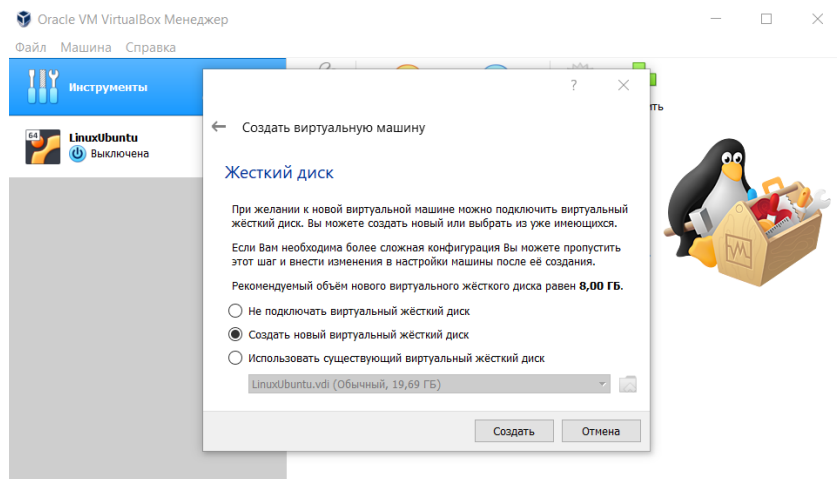 Oracle VM VirtualBox Менеджер
Файл Машина Справка
Инструменты
ить
64
LinuxUbuntu
Выключена
?
Создать виртуальную машину
Жесткий диск
При желании к новой виртуальной машине можно подключить виртуальный
жёсткий диск. Вы можете создать новый или выбрать из уже имеющихся.
Если Вам необходима более сложная конфигурация Вы можете пропустить
этот шаг и внести изменения в настройки машины после её создания.
Рекомендуемый объём нового виртуального жёсткого диска равен 8,00 ГБ.
Не подключать виртуальный жёсткий диск
Создать новый виртуальный жёсткий диск
Использовать существующий виртуальный жёсткий диск
LinuxUbuntu.vdi (Обычный, 19,69 ГБ)
Создать Отмена